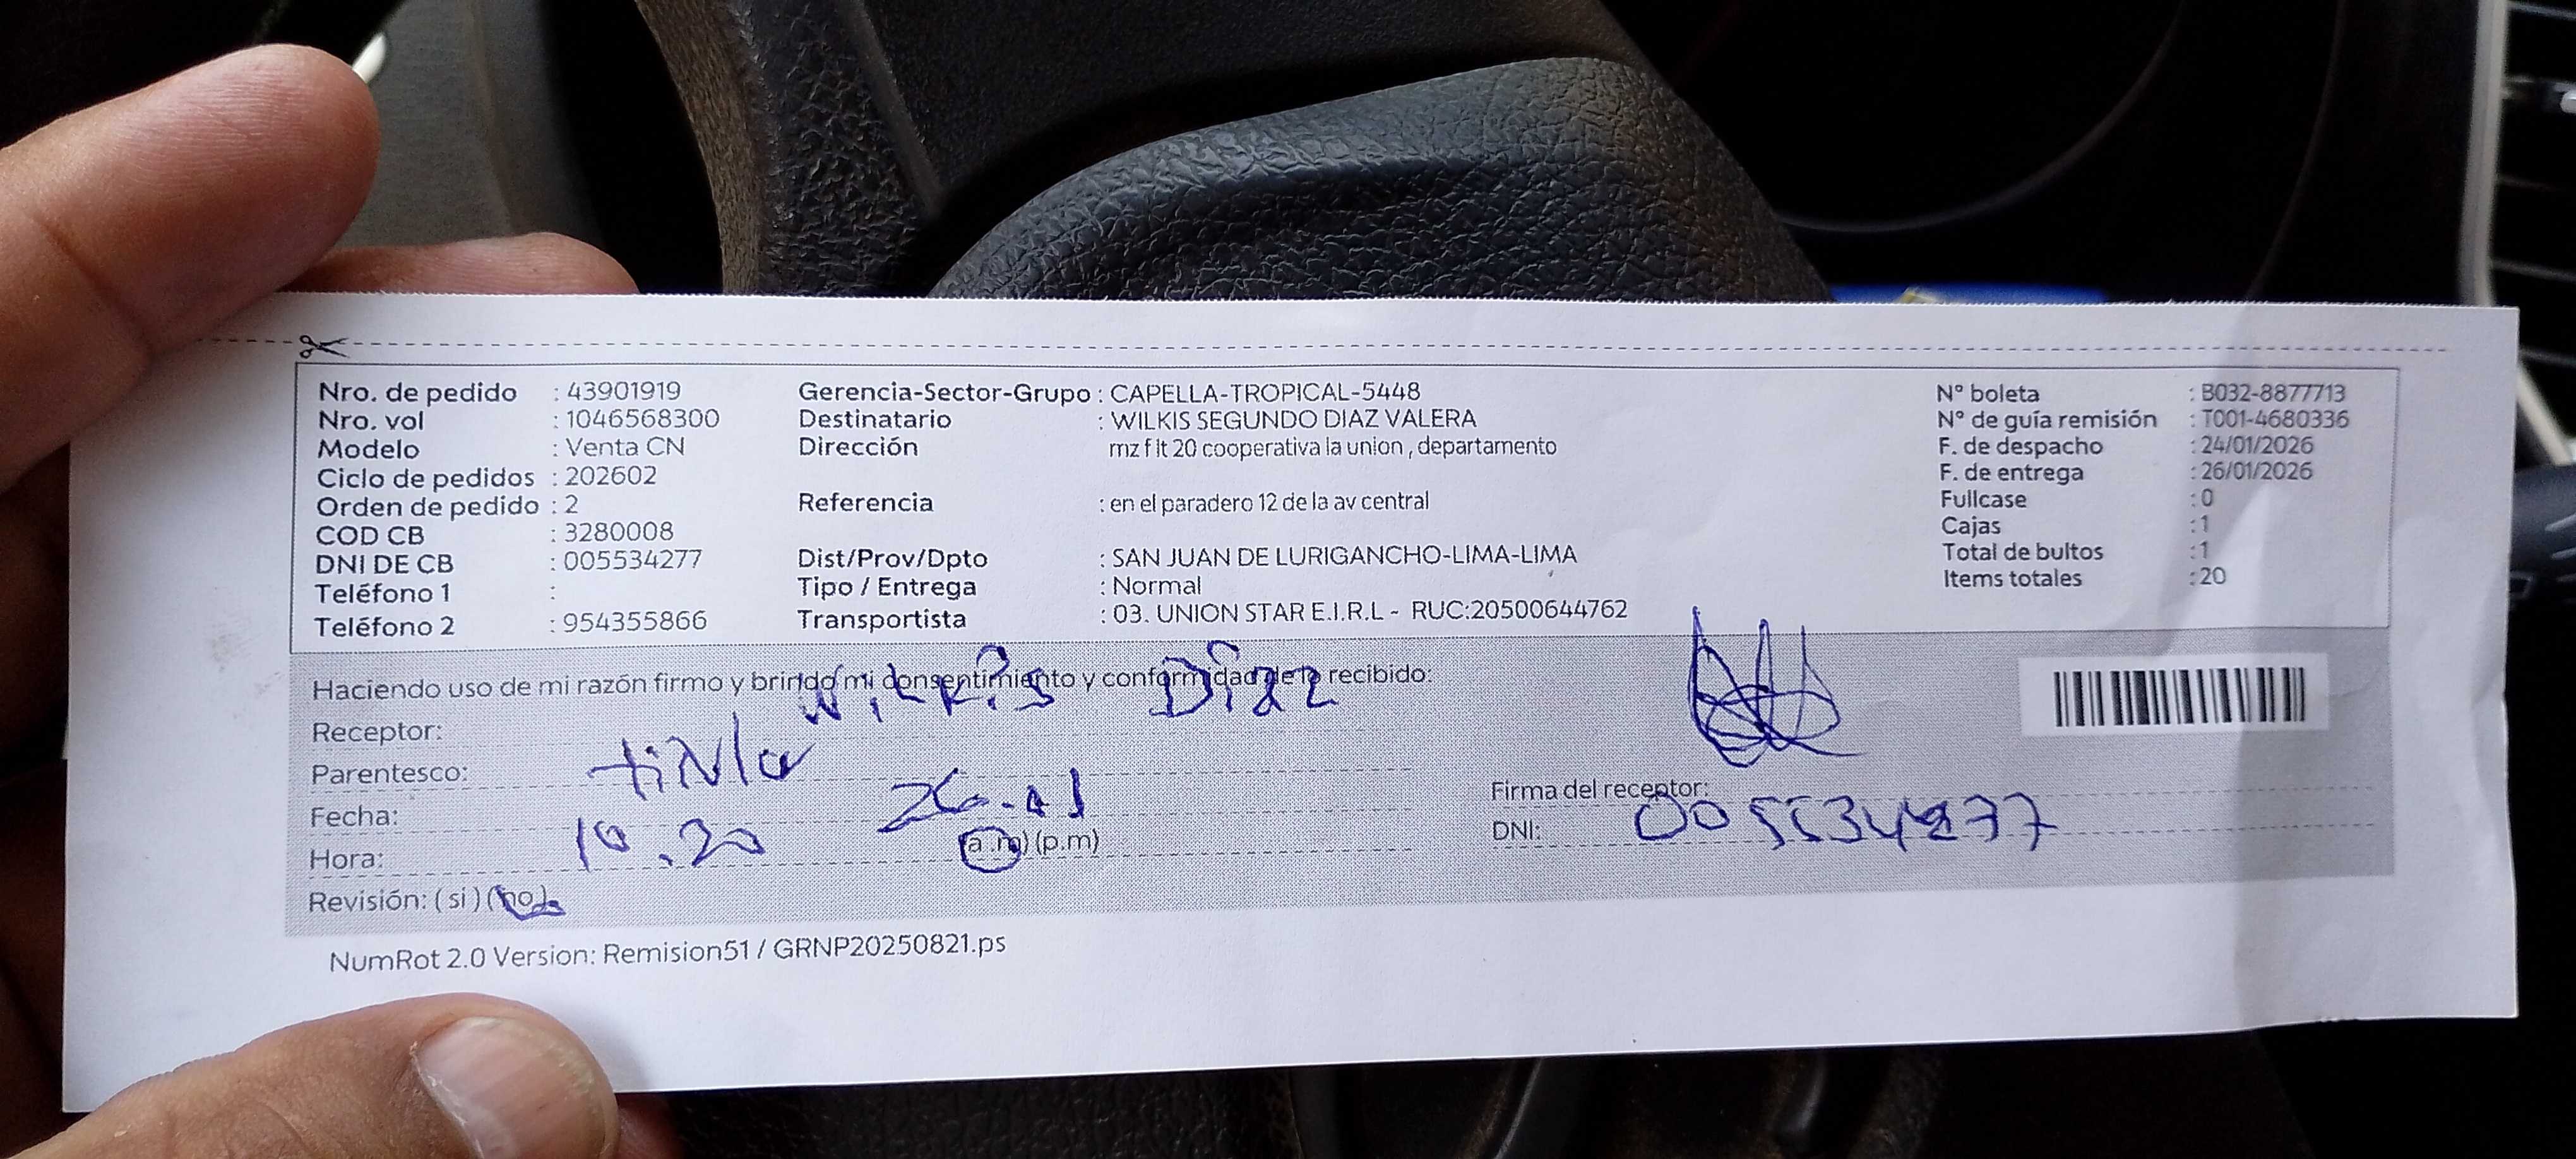 Nro. de pedido : 43901919
Nro. vol : 1046568300
Modelo : Venta CN
Ciclo de pedidos : 202602
Orden de pedido : 2
COD CB : 3280008
DNI DE CB : 005534277
Teléfono 1 :
Teléfono 2 : 954355866
Gerencia-Sector-Grupo : CAPELLA-TROPICAL-5448
Destinatario : WILKIS SEGUNDO DIAZ VALERA
Dirección mz f lt 20 cooperativa la union , departamento
Referencia : en el paradero 12 de la av central
Dist/Prov/Dpto : SAN JUAN DE LURIGANCHO-LIMA-LIMA
Tipo / Entrega : Normal
Transportista : 03. UNION STAR E.I.R.L - RUC:20500644762
Nº boleta : B032-8877713
Nº de guía remisión : T001-4680336
F. de despacho : 24/01/2026
F. de entrega : 26/01/2026
Fullcase : 0
Cajas : 1
Total de bultos : 1
Items totales : 20
Haciendo uso de mi razón firmo y brindo mi consentimiento y conformidad de lo recibido:
Receptor: Wilkis Diaz
Parentesco:
Fecha: 26.01
Hora: 10.20 (a.m) (p.m)
Revisión: ( si ) (no)
Firma del receptor:
DNI: 005534277
NumRot 2.0 Version: Remision51 / GRNP20250821.ps